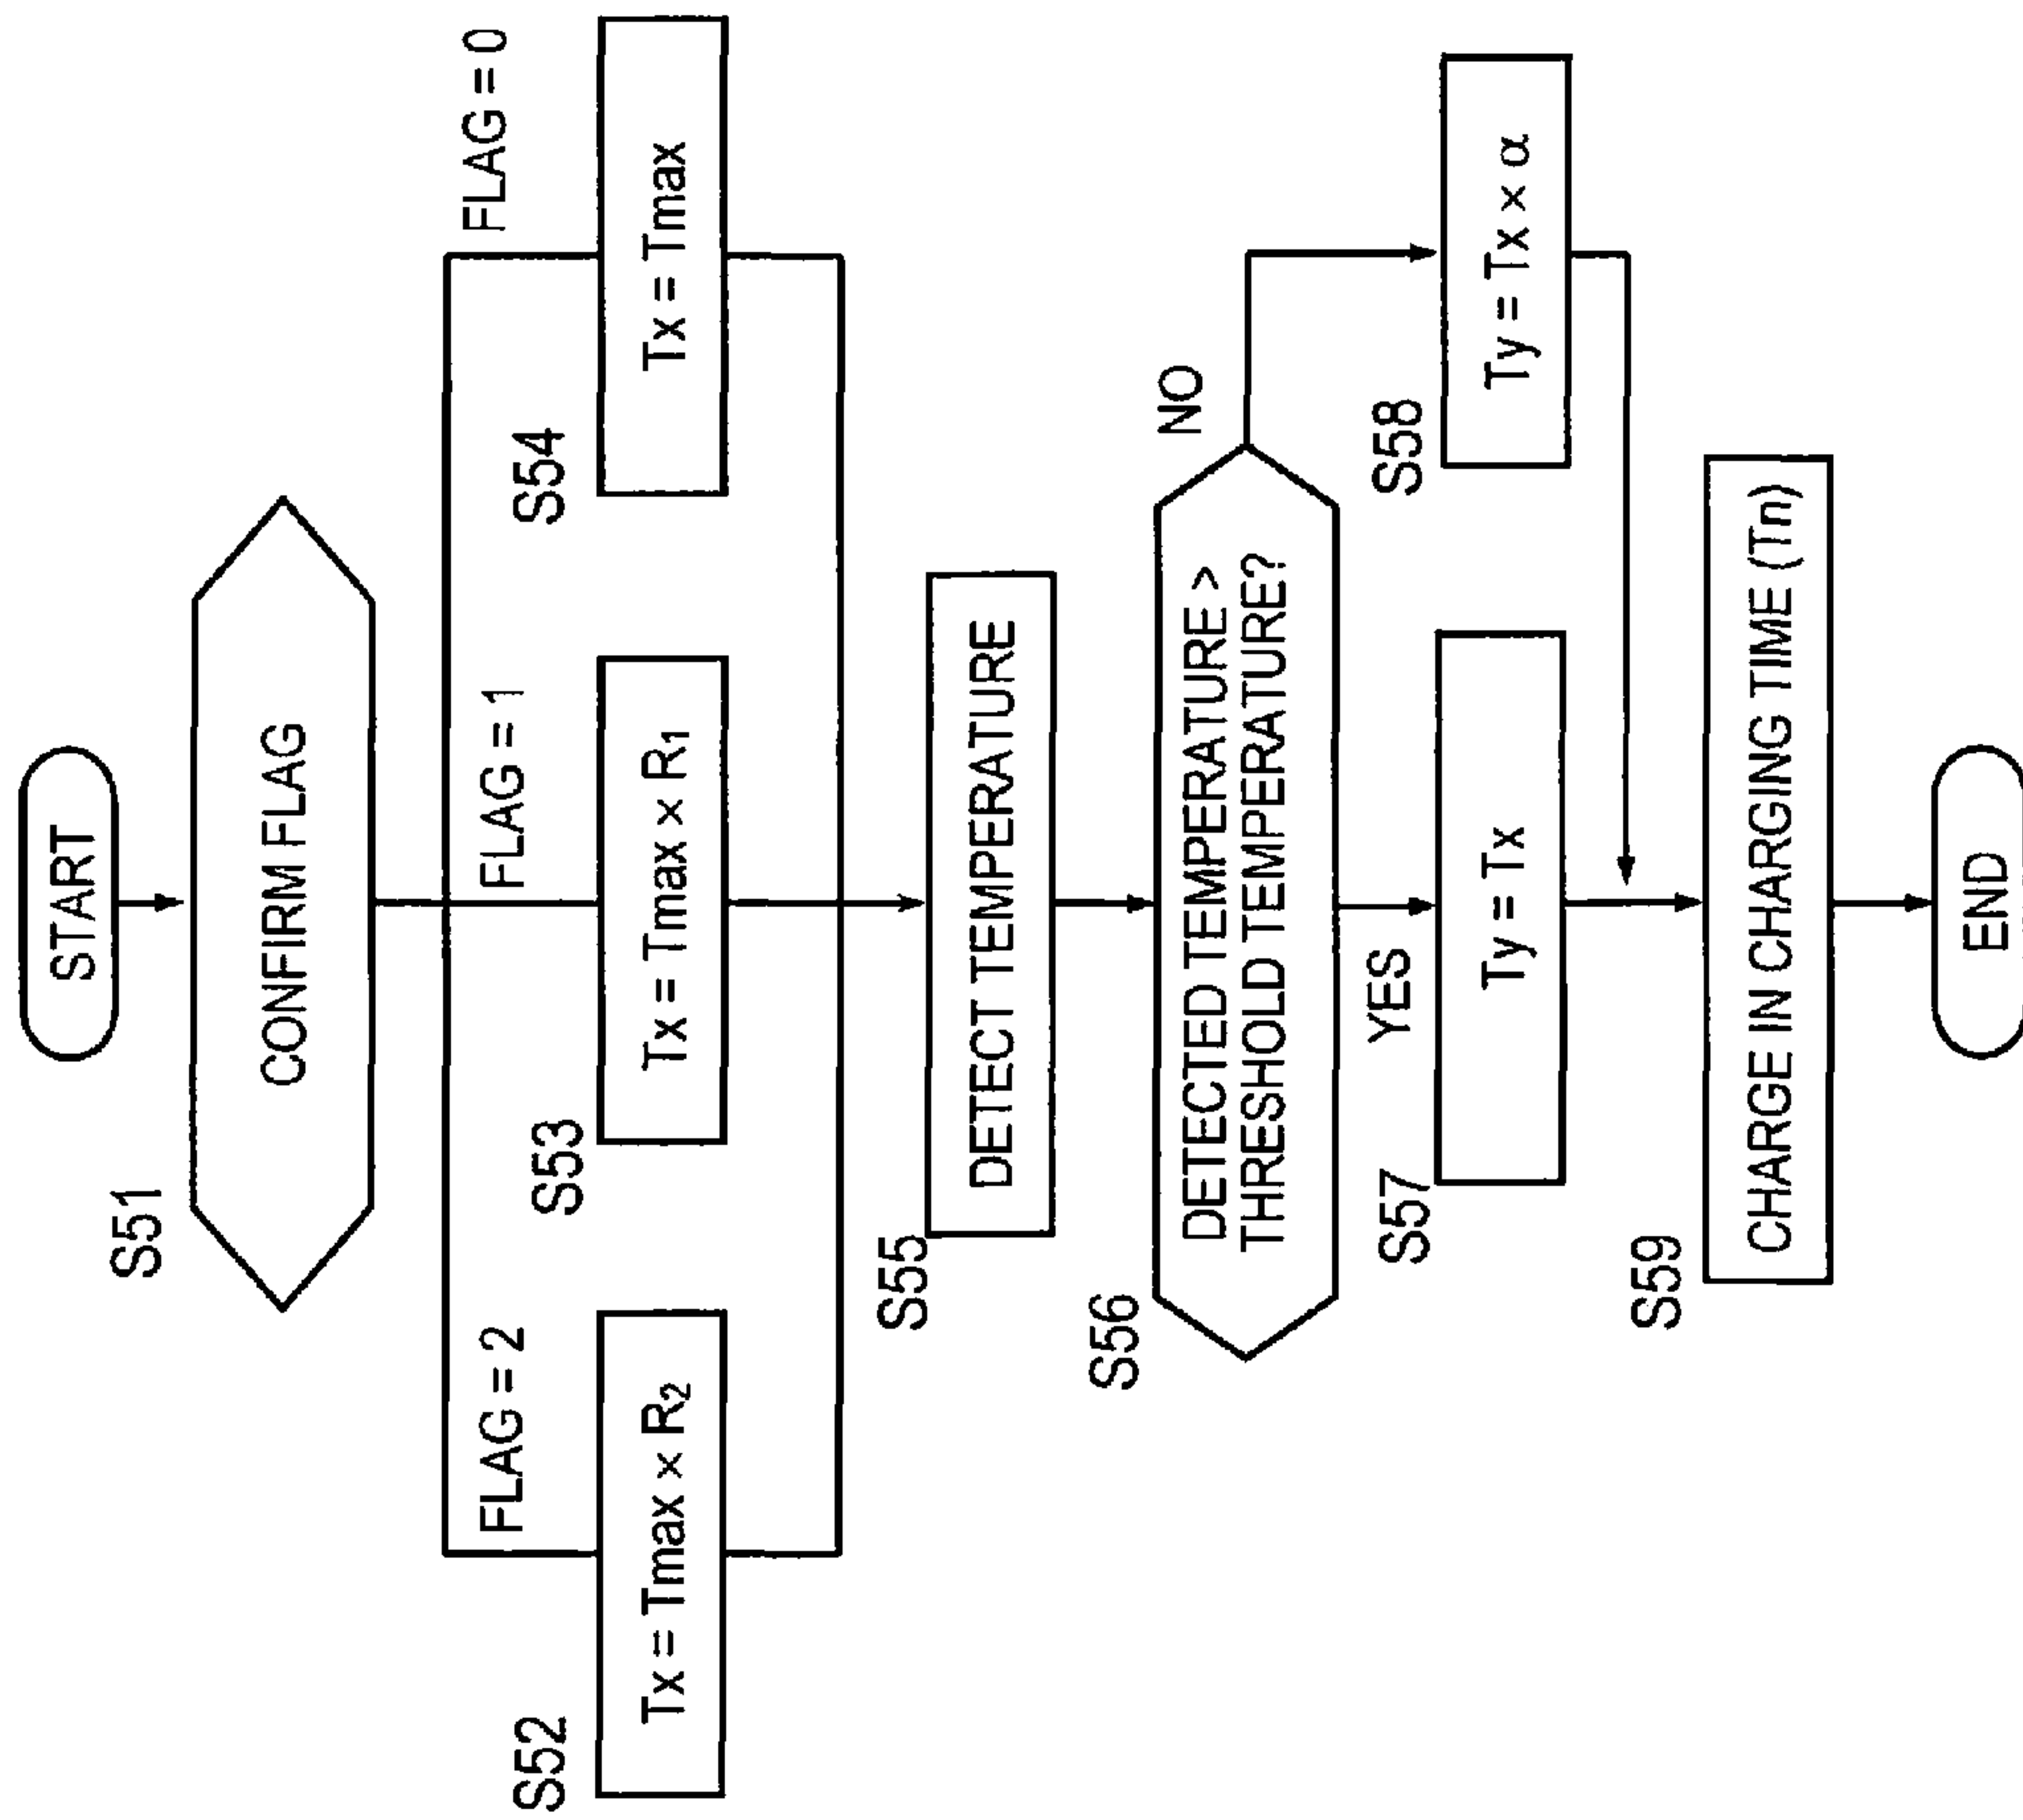 START
S51
CONFIRM FLAG
FLAG = 2
FLAG = 1
FLAG = 0
S52
Tx = Tmax × R₂
S53
Tx = Tmax × R₁
S54
Tx = Tmax
S55
DETECT TEMPERATURE
S56
DETECTED TEMPERATURE >
THRESHOLD TEMPERATURE?
NO
YES
S57
Ty = Tx
S58
Ty = Tx × α
S59
CHARGE IN CHARGING TIME (Tn)
END